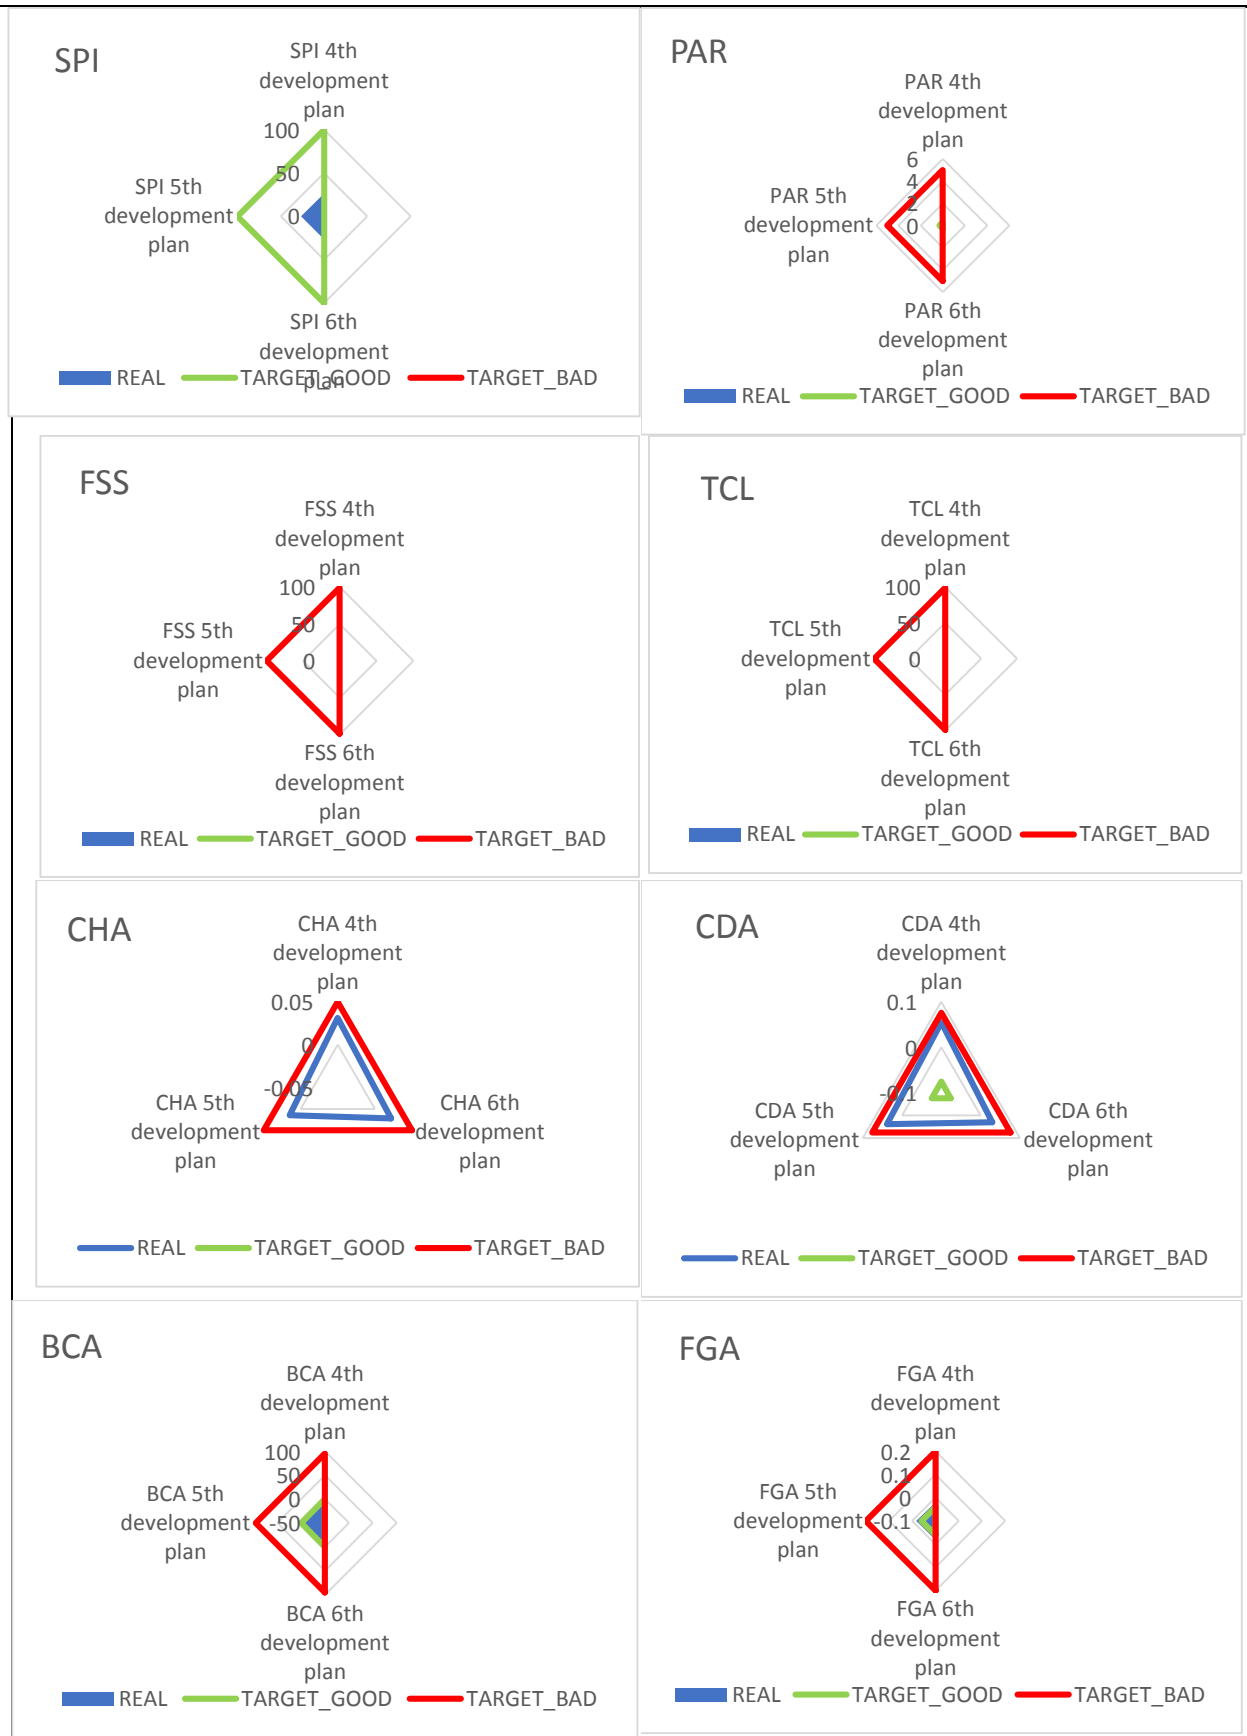 SPI
SPI 4th
development
plan
100
50
0
SPI 5th
development
plan
SPI 6th
development
plan
REAL TARGET_GOOD TARGET_BAD
PAR
PAR 4th
development
plan
6
4
2
0
PAR 5th
development
plan
PAR 6th
development
plan
REAL TARGET_GOOD TARGET_BAD
FSS
FSS 4th
development
plan
100
50
0
FSS 5th
development
plan
FSS 6th
development
plan
REAL TARGET_GOOD TARGET_BAD
TCL
TCL 4th
development
plan
100
50
0
TCL 5th
development
plan
TCL 6th
development
plan
REAL TARGET_GOOD TARGET_BAD
CHA
CHA 4th
development
plan
0.05
0
-0.05
CHA 5th
development
plan
CHA 6th
development
plan
REAL TARGET_GOOD TARGET_BAD
CDA
CDA 4th
development
plan
0.1
0
-0.1
CDA 5th
development
plan
CDA 6th
development
plan
REAL TARGET_GOOD TARGET_BAD
BCA
BCA 4th
development
plan
100
50
0
-50
BCA 5th
development
plan
BCA 6th
development
plan
REAL TARGET_GOOD TARGET_BAD
FGA
FGA 4th
development
plan
0.2
0.1
0
-0.1
FGA 5th
development
plan
FGA 6th
development
plan
REAL TARGET_GOOD TARGET_BAD